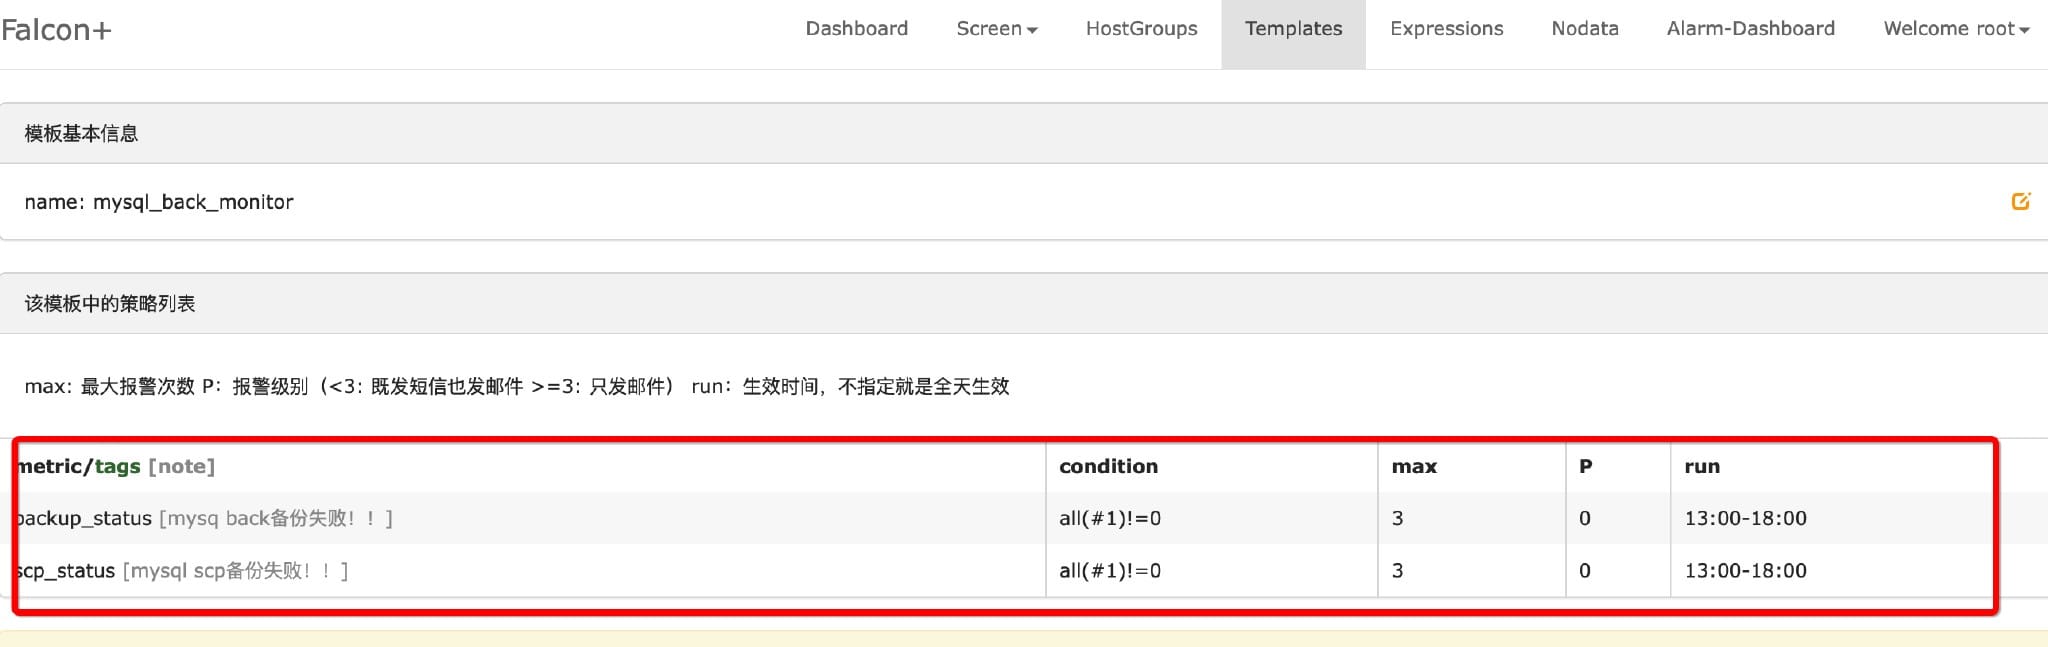 Falcon+
Dashboard Screen HostGroups Templates Expressions Nodata Alarm-Dashboard Welcome root
模板基本信息
name: mysql_back_monitor
该模板中的策略列表
max: 最大报警次数 P：报警级别（<3: 既发短信也发邮件 >=3: 只发邮件） run：生效时间，不指定就是全天生效
metric/tags [note] condition max P run
backup_status [mysq back备份失败！！] all(#1)!=0 3 0 13:00-18:00
scp_status [mysql scp备份失败！！] all(#1)!=0 3 0 13:00-18:00